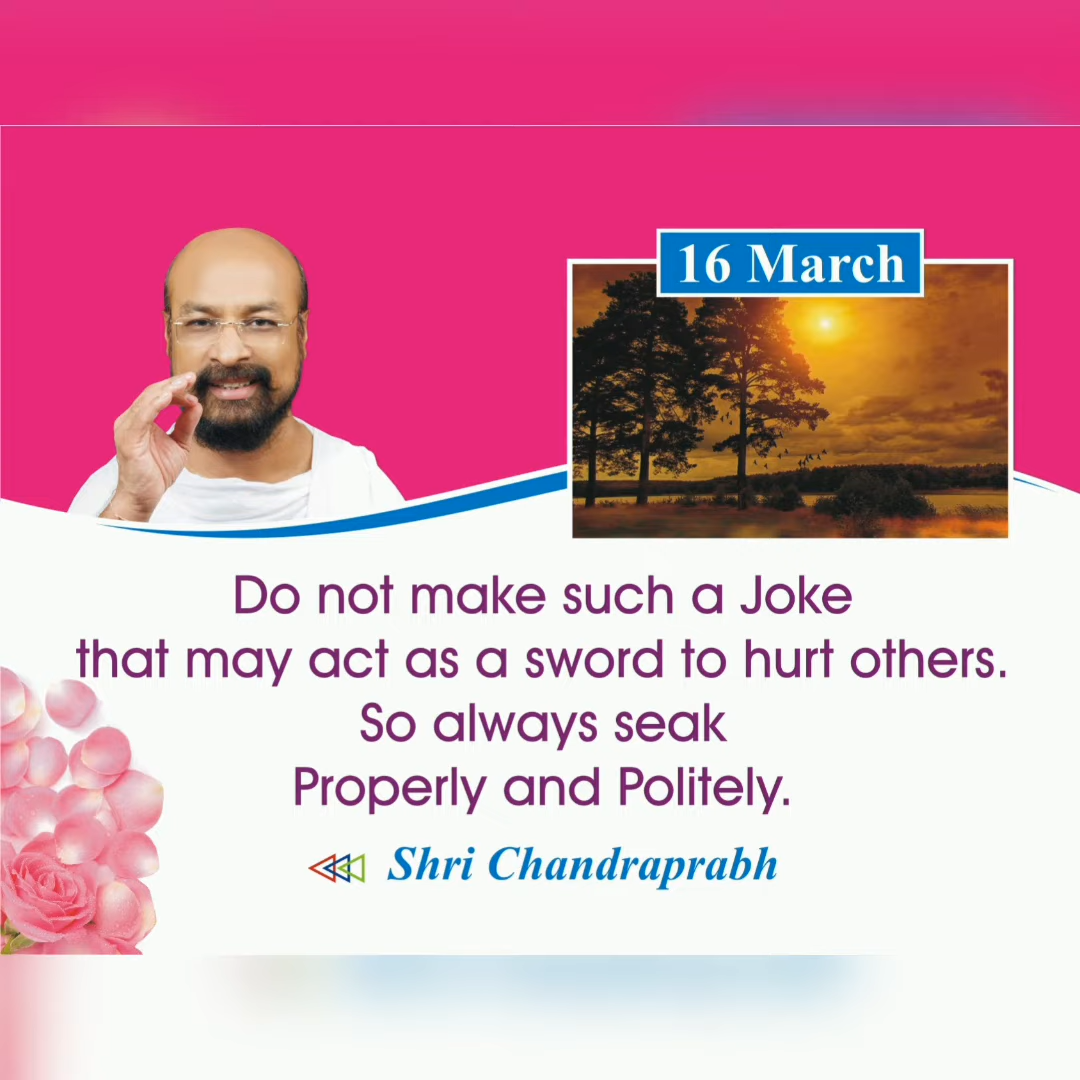 16 March
Do not make such a Joke
that may act as a sword to hurt others.
So always seak
Properly and Politely.
Shri Chandraprabh